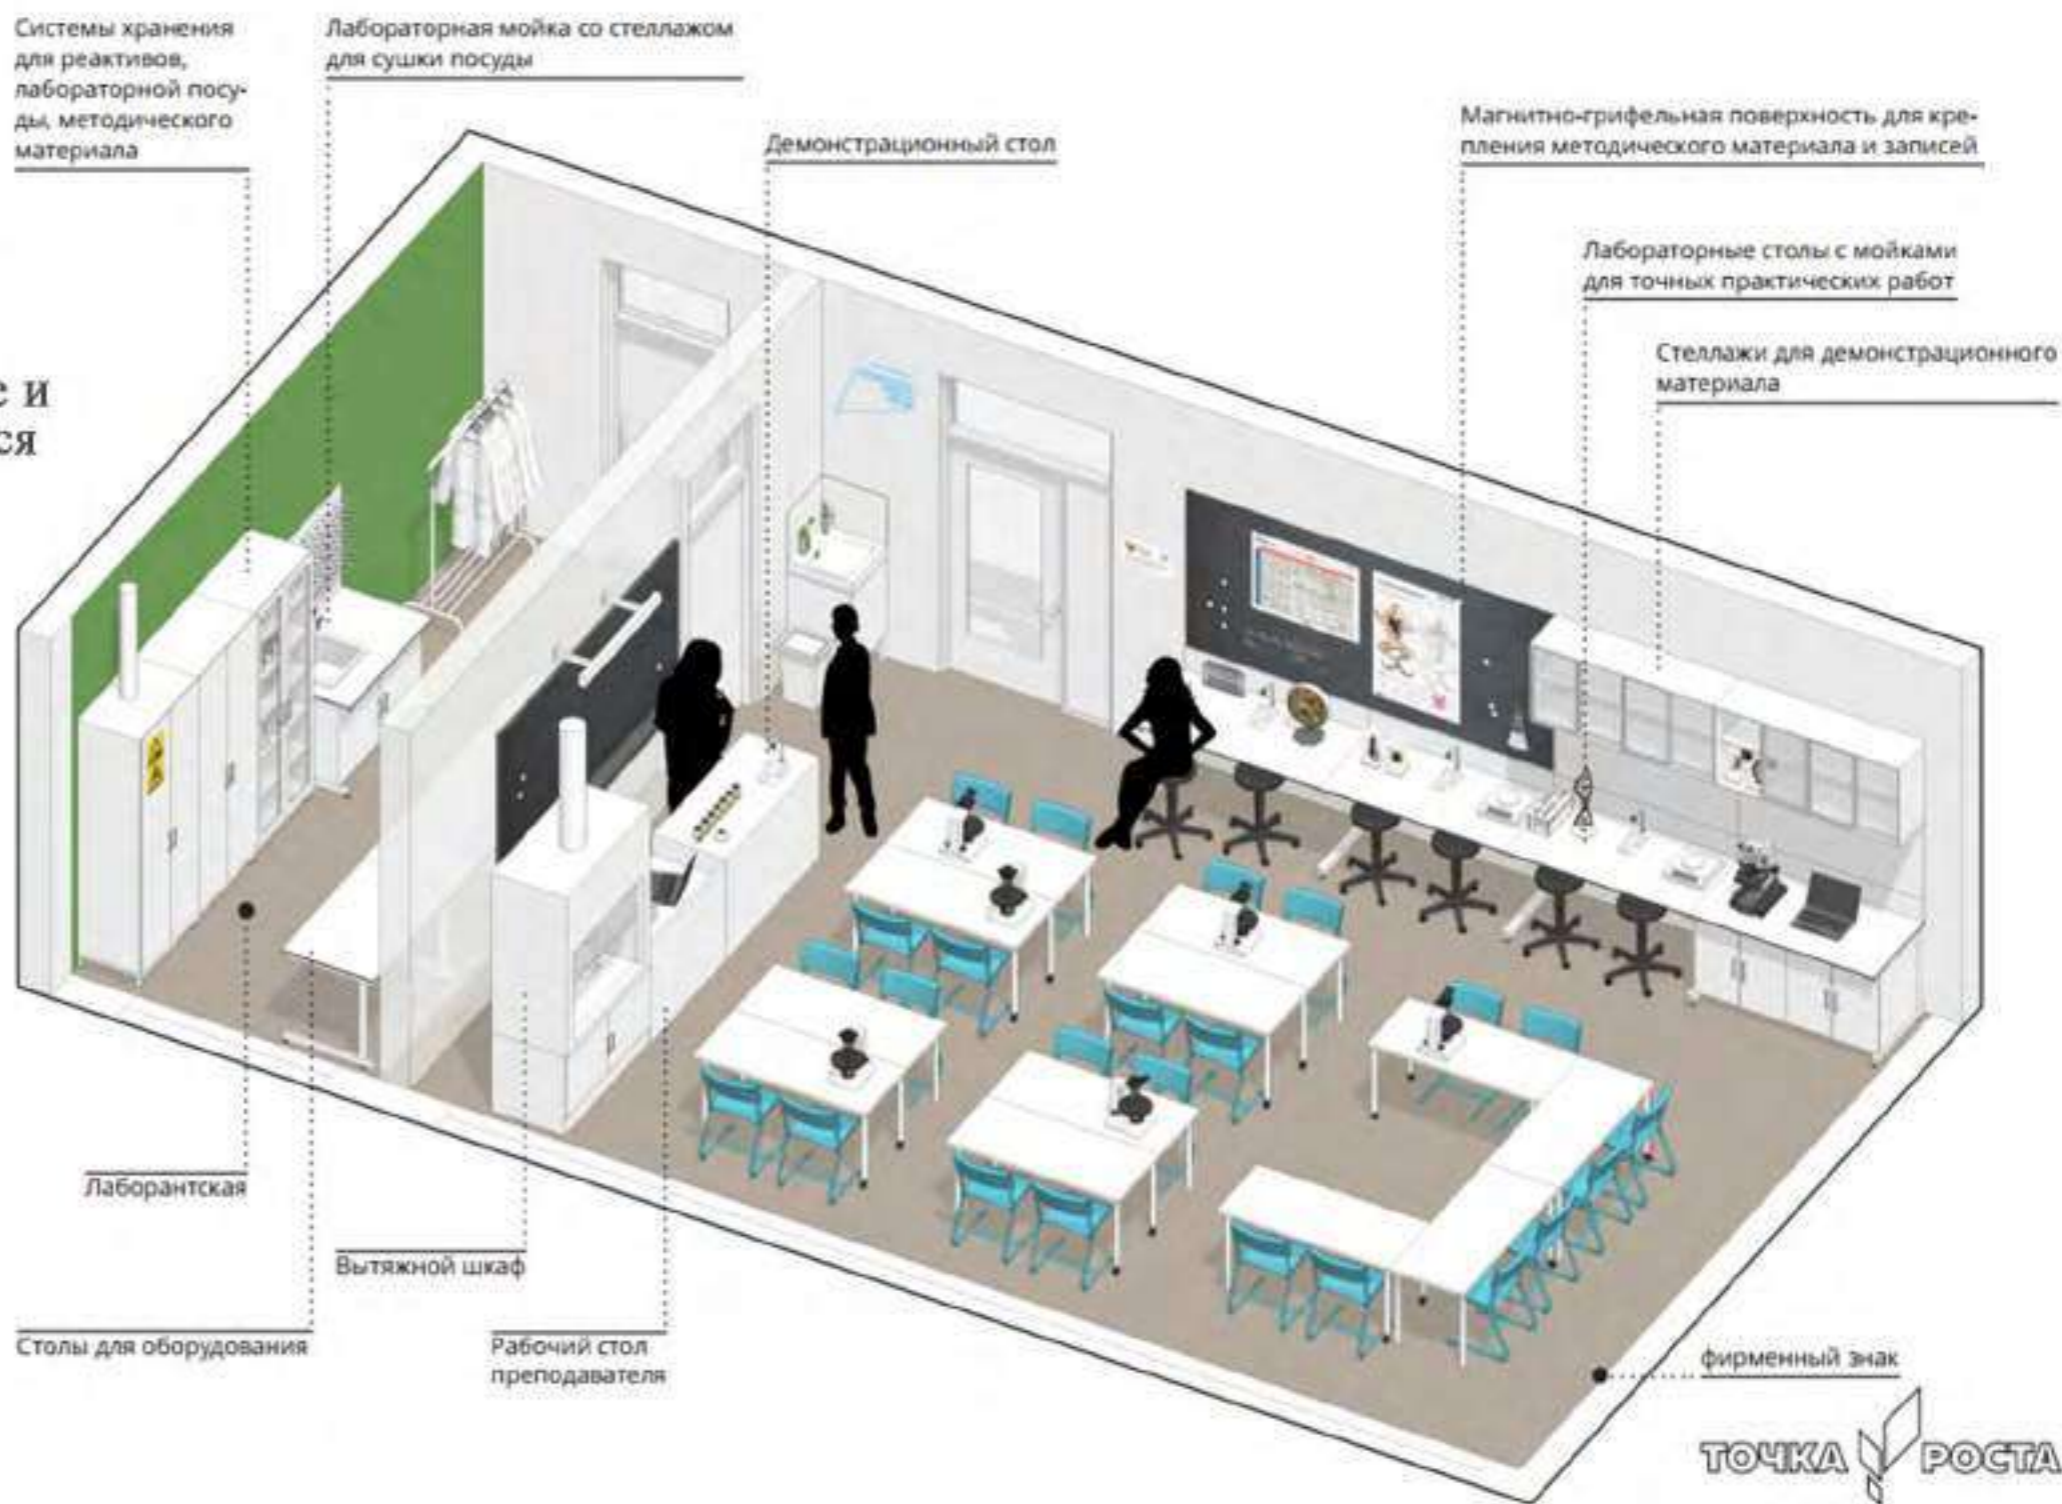 Системы хранения
для реактивов,
лабораторной посу-
ды, методического
материала
Лабораторная мойка со стеллажом
для сушки посуды
Демонстрационный стол
Магнитно-грифельная поверхность для кре-
пления методического материала и записей
Лабораторные столы с мойками
для точных практических работ
Стеллажи для демонстрационного
материала
е и
ся
Лаборантская
Вытяжной шкаф
Столы для оборудования
Рабочий стол
преподавателя
фирменный знак
ТОЧКА РОСТА